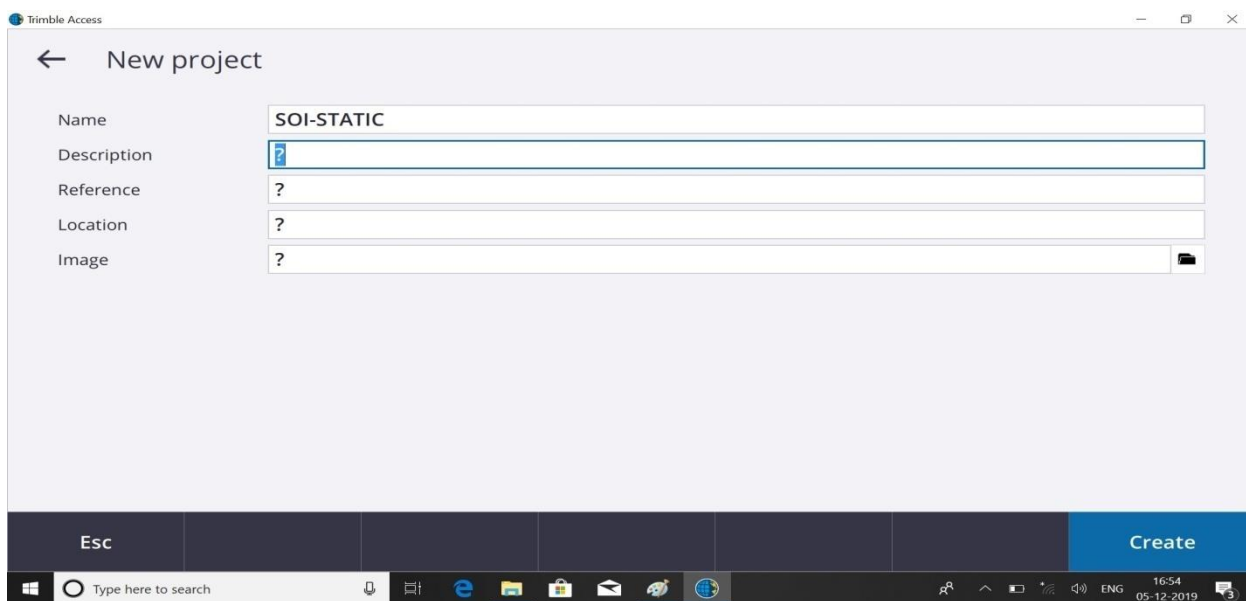 Trimble Access
New project
Name SOI-STATIC
Description ?
Reference ?
Location ?
Image ?
Esc Create
Type here to search ENG 16:54
05-12-2019 3